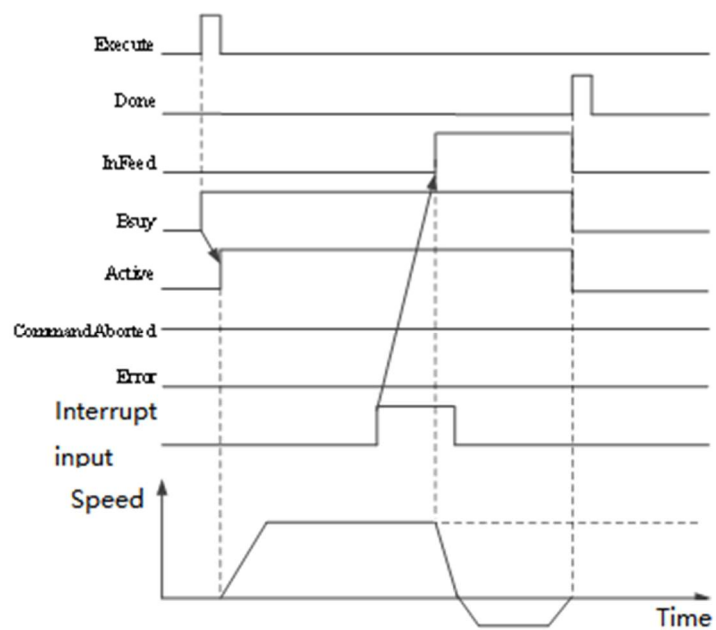 Execute
Done
InFeed
Bsuy
Active
CommandAborted
Error
Interrupt
input
Speed
Time